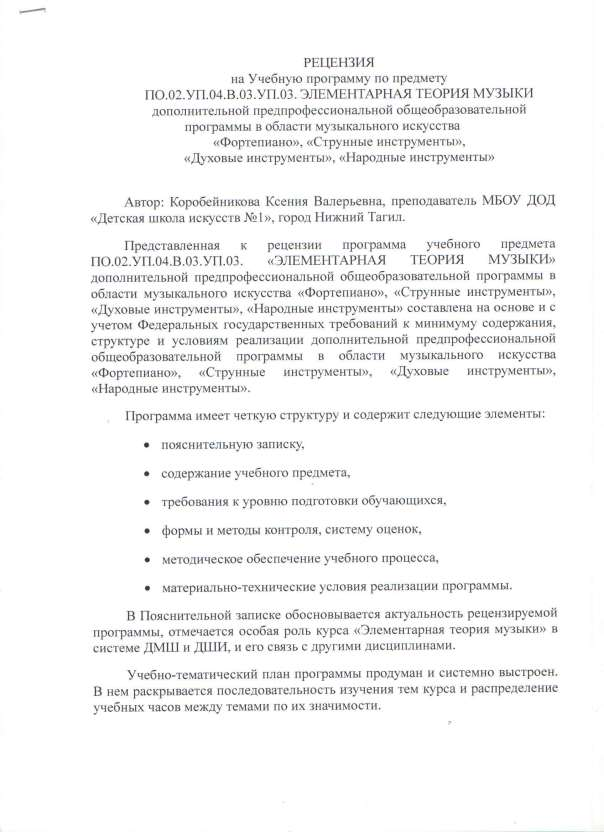 РЕЦЕНЗИЯ
на Учебную программу по предмету
ПО.02.УП.04.В.03.УП.03. ЭЛЕМЕНТАРНАЯ ТЕОРИЯ МУЗЫКИ
дополнительной предпрофессиональной общеобразовательной
программы в области музыкального искусства
«Фортепиано», «Струнные инструменты»,
«Духовые инструменты», «Народные инструменты»
Автор: Коробейникова Ксения Валерьевна, преподаватель МБОУ ДОД
«Детская школа искусств №1», город Нижний Тагил.
Представленная к рецензии программа учебного предмета
ПО.02.УП.04.В.03.УП.03. «ЭЛЕМЕНТАРНАЯ ТЕОРИЯ МУЗЫКИ»
дополнительной предпрофессиональной общеобразовательной программы в
области музыкального искусства «Фортепиано», «Струнные инструменты»,
«Духовые инструменты», «Народные инструменты» составлена на основе и с
учетом Федеральных государственных требований к минимуму содержания,
структуре и условиям реализации дополнительной предпрофессиональной
общеобразовательной программы в области музыкального искусства
«Фортепиано», «Струнные инструменты», «Духовые инструменты»,
«Народные инструменты».
Программа имеет четкую структуру и содержит следующие элементы:
• пояснительную записку,
• содержание учебного предмета,
• требования к уровню подготовки обучающихся,
• формы и методы контроля, систему оценок,
• методическое обеспечение учебного процесса,
• материально-технические условия реализации программы.
В Пояснительной записке обосновывается актуальность рецензируемой
программы, отмечается особая роль курса «Элементарная теория музыки» в
системе ДМШ и ДШИ, и его связь с другими дисциплинами.
Учебно-тематический план программы продуман и системно выстроен.
В нем раскрывается последовательность изучения тем курса и распределение
учебных часов между темами по их значимости.